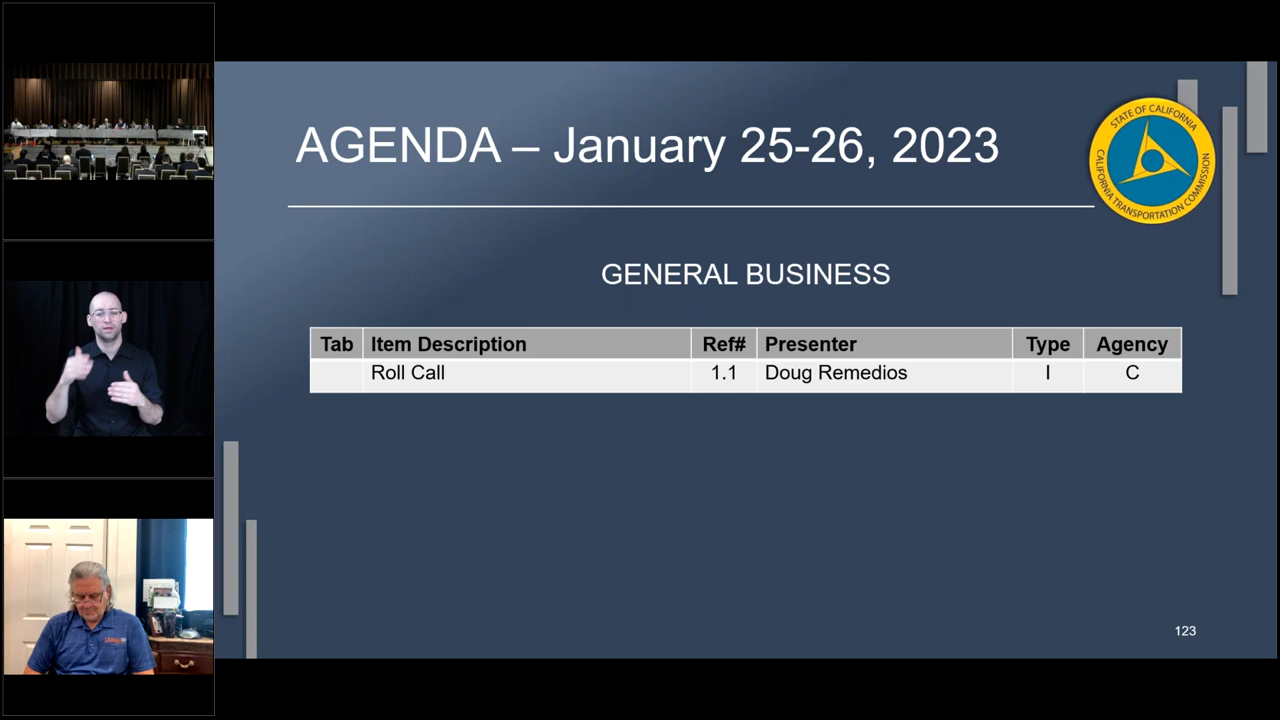 AGENDA – January 25-26, 2023
STATE OF CALIFORNIA
CALIFORNIA TRANSPORTATION COMMISSION
GENERAL BUSINESS
Tab Item Description Ref# Presenter Type Agency
Roll Call 1.1 Doug Remedios I C
123